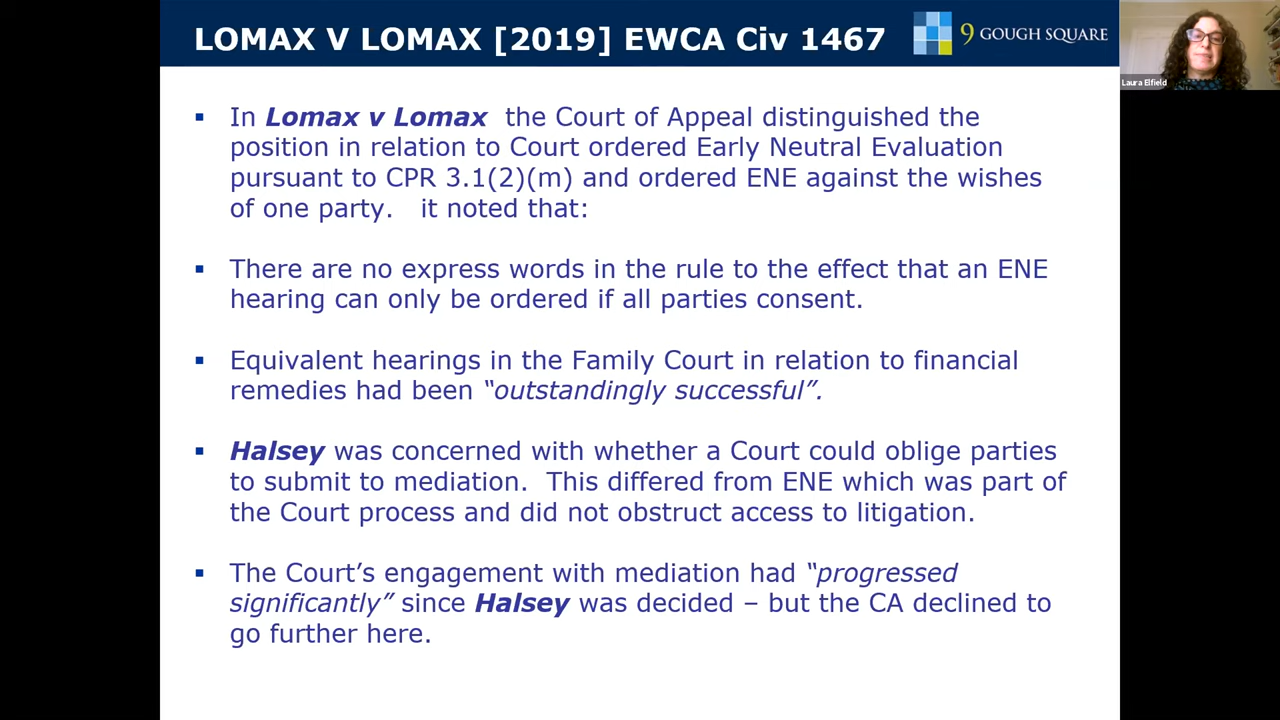 LOMAX V LOMAX [2019] EWCA Civ 1467
9 GOUGH SQUARE
Laura Elfield
▪ In Lomax v Lomax the Court of Appeal distinguished the
position in relation to Court ordered Early Neutral Evaluation
pursuant to CPR 3.1(2)(m) and ordered ENE against the wishes
of one party. it noted that:
▪ There are no express words in the rule to the effect that an ENE
hearing can only be ordered if all parties consent.
▪ Equivalent hearings in the Family Court in relation to financial
remedies had been “outstandingly successful”.
▪ Halsey was concerned with whether a Court could oblige parties
to submit to mediation. This differed from ENE which was part of
the Court process and did not obstruct access to litigation.
▪ The Court’s engagement with mediation had “progressed
significantly” since Halsey was decided – but the CA declined to
go further here.